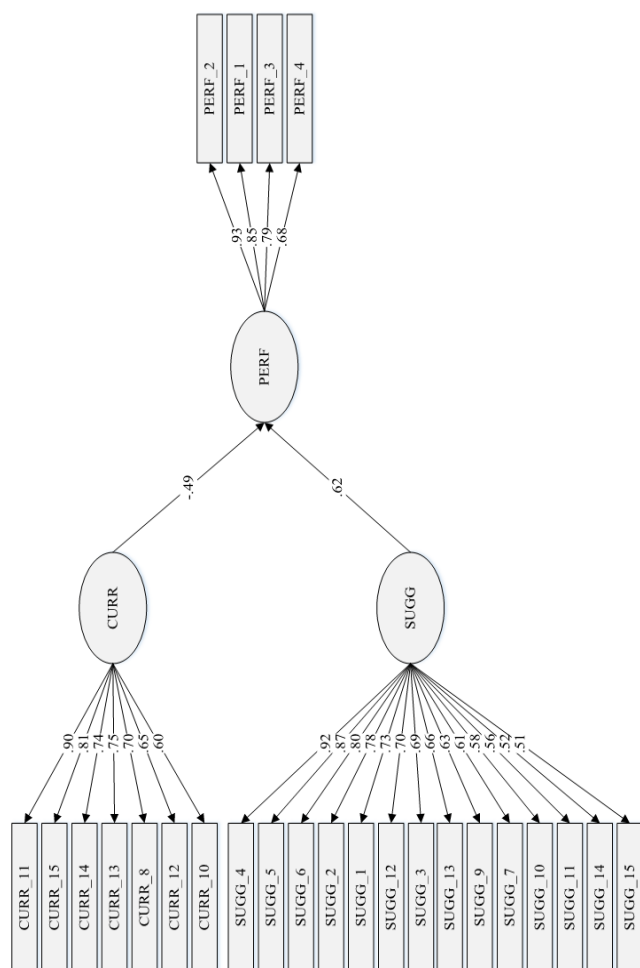 PERF_2
PERF_1
PERF_3
PERF_4
.93
.85
.79
.68
PERF
-.49
.62
CURR
SUGG
.90
.81
.74
.75
.70
.65
.60
.92
.87
.80
.78
.73
.70
.69
.66
.63
.61
.58
.56
.52
.51
CURR_11
CURR_15
CURR_14
CURR_13
CURR_8
CURR_12
CURR_10
SUGG_4
SUGG_5
SUGG_6
SUGG_2
SUGG_1
SUGG_12
SUGG_3
SUGG_13
SUGG_9
SUGG_7
SUGG_10
SUGG_11
SUGG_14
SUGG_15